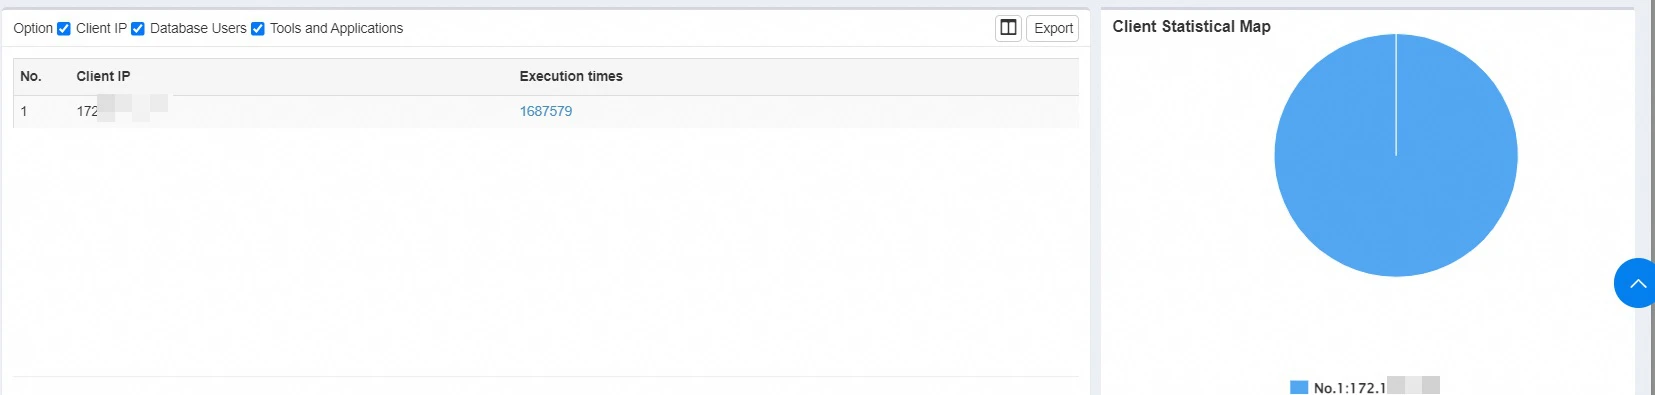 Option Client IP Database Users Tools and Applications
Export
No. Client IP Execution times
1 172 1687579
Client Statistical Map
No.1:172.1